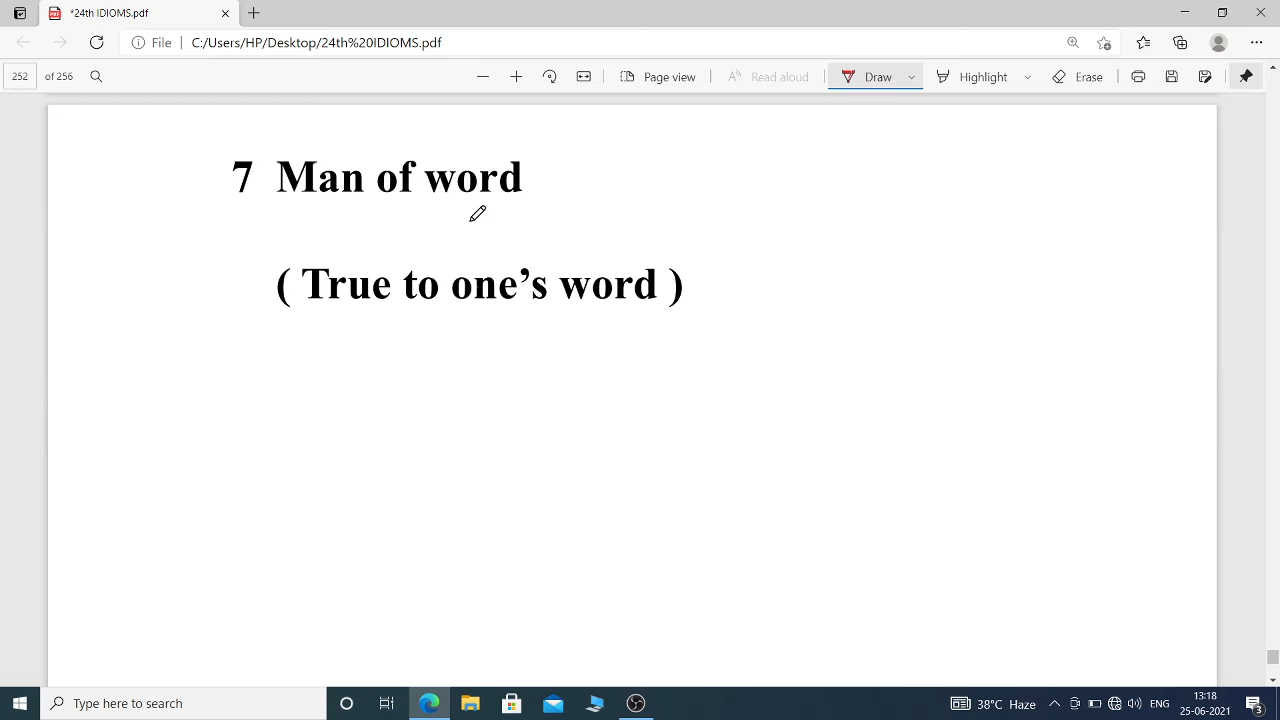 *24th IDIOMS.pdf
File C:/Users/HP/Desktop/24th%20IDIOMS.pdf
252 of 256 Page view Read aloud Draw Highlight Erase
7 Man of word
( True to one’s word )
Type here to search
38°C Haze ENG 13:18
25-06-2021 3